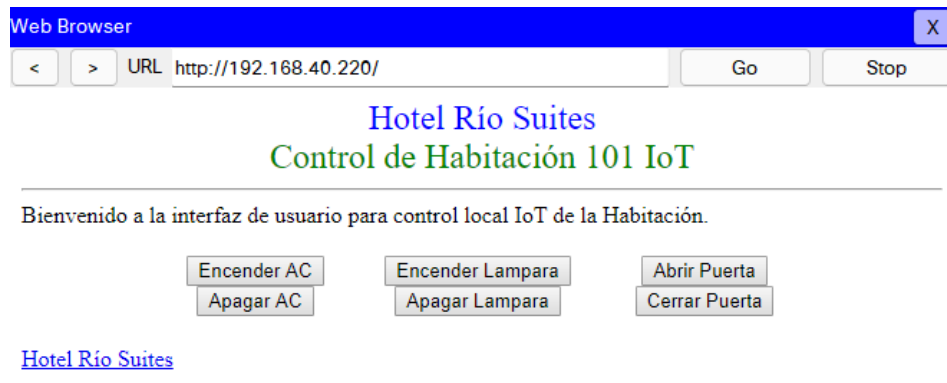 Web Browser X
< > URL http://192.168.40.220/ Go Stop
Hotel Río Suites
Control de Habitación 101 IoT
Bienvenido a la interfaz de usuario para control local IoT de la Habitación.
Encender AC Encender Lampara Abrir Puerta
Apagar AC Apagar Lampara Cerrar Puerta
Hotel Río Suites